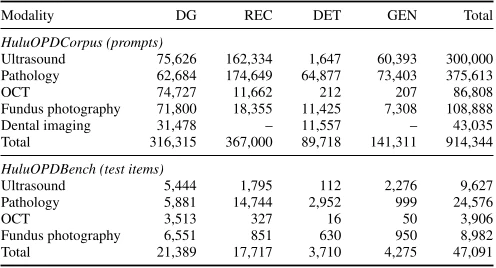 Modality DG REC DET GEN Total
HuluOPDCorpus (prompts)
Ultrasound 75,626 162,334 1,647 60,393 300,000
Pathology 62,684 174,649 64,877 73,403 375,613
OCT 74,727 11,662 212 207 86,808
Fundus photography 71,800 18,355 11,425 7,308 108,888
Dental imaging 31,478 – 11,557 – 43,035
Total 316,315 367,000 89,718 141,311 914,344
HuluOPDBench (test items)
Ultrasound 5,444 1,795 112 2,276 9,627
Pathology 5,881 14,744 2,952 999 24,576
OCT 3,513 327 16 50 3,906
Fundus photography 6,551 851 630 950 8,982
Total 21,389 17,717 3,710 4,275 47,091